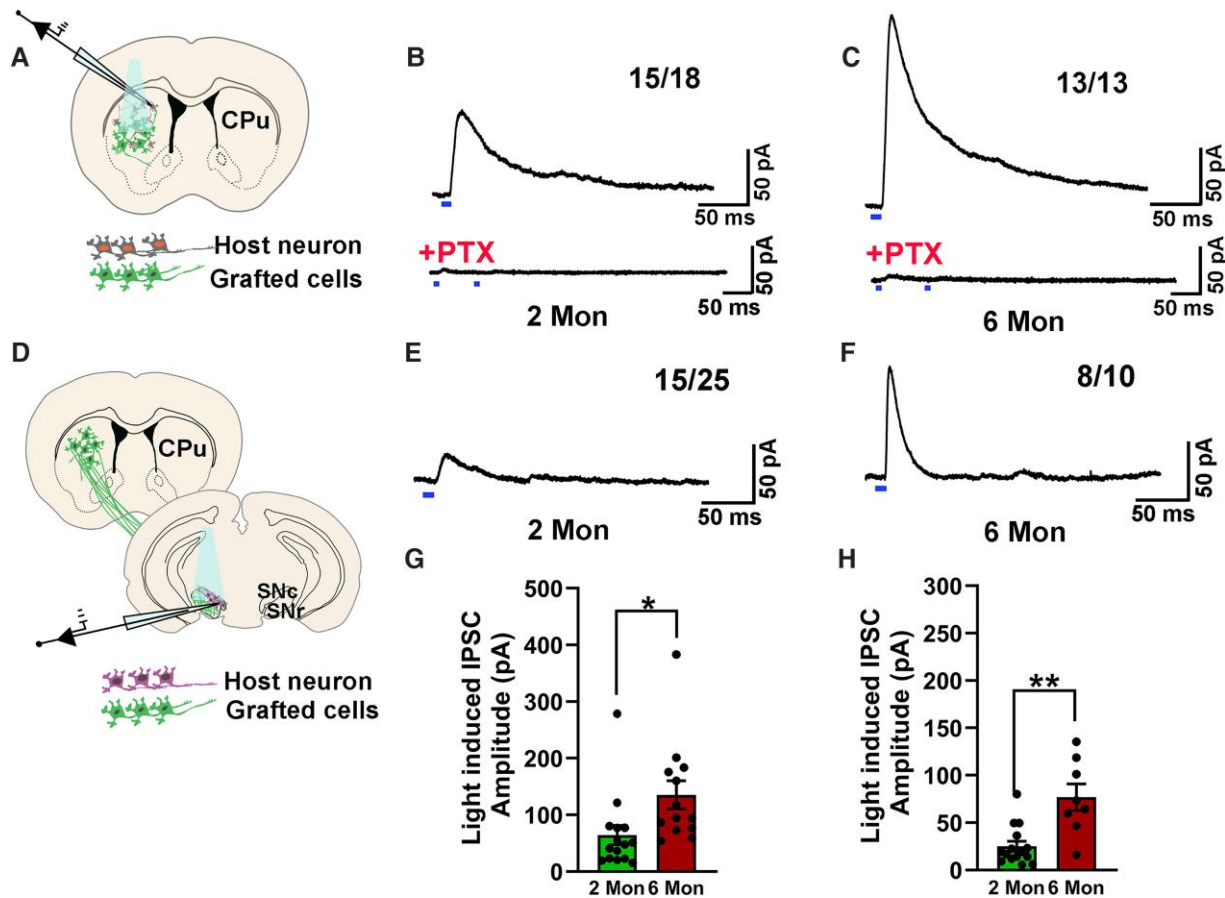 A
CPu
Host neuron
Grafted cells
B
15/18
50 pA
50 ms
+PTX
50 pA
50 ms
2 Mon
C
13/13
50 pA
50 ms
+PTX
50 pA
50 ms
6 Mon
D
CPu
SNc
SNr
Host neuron
Grafted cells
E
15/25
50 pA
50 ms
2 Mon
F
8/10
50 pA
50 ms
6 Mon
G
Light induced IPSC
Amplitude (pA)
500
400
300
200
100
0
*
2 Mon 6 Mon
H
Light induced IPSC
Amplitude (pA)
300
250
200
150
100
50
0
**
2 Mon 6 Mon